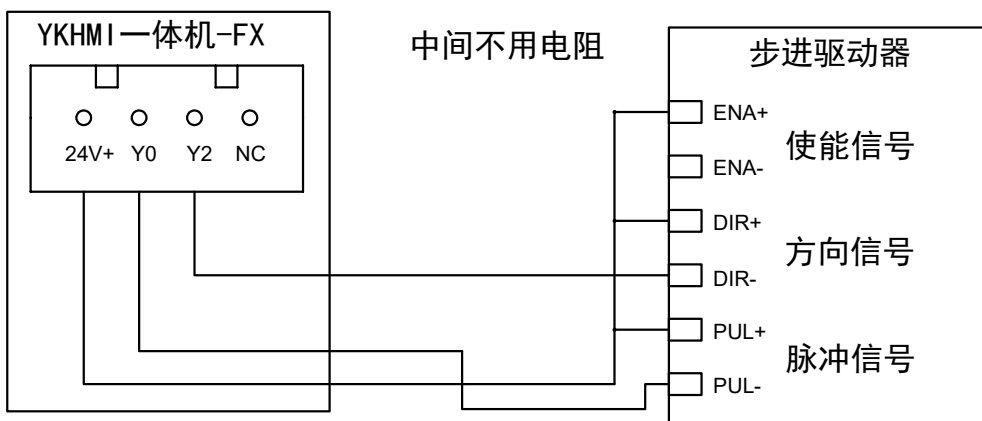 YKHMI一体机-FX
中间不用电阻
步进驱动器
24V+ Y0 Y2 NC
ENA+
使能信号
ENA-
DIR+
方向信号
DIR-
PUL+
脉冲信号
PUL-